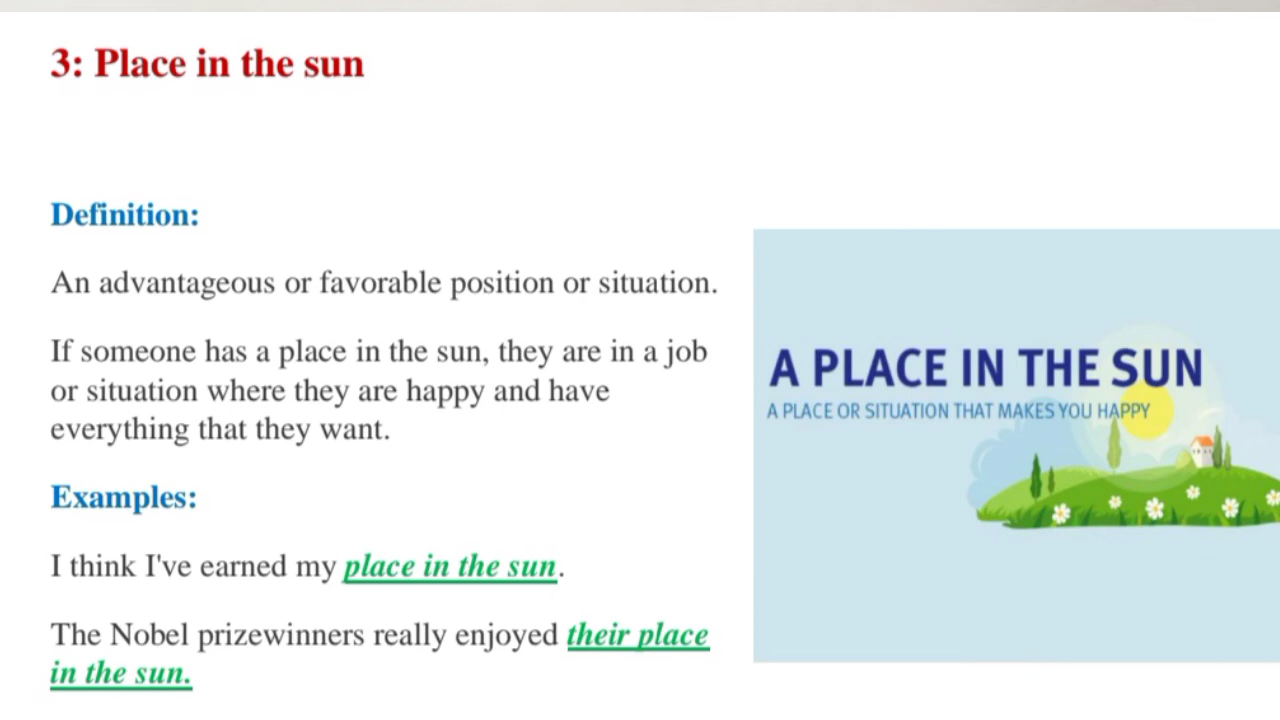 3: Place in the sun
Definition:
An advantageous or favorable position or situation.
If someone has a place in the sun, they are in a job
or situation where they are happy and have
everything that they want.
Examples:
I think I've earned my place in the sun.
The Nobel prizewinners really enjoyed their place
in the sun.
A PLACE IN THE SUN
A PLACE OR SITUATION THAT MAKES YOU HAPPY